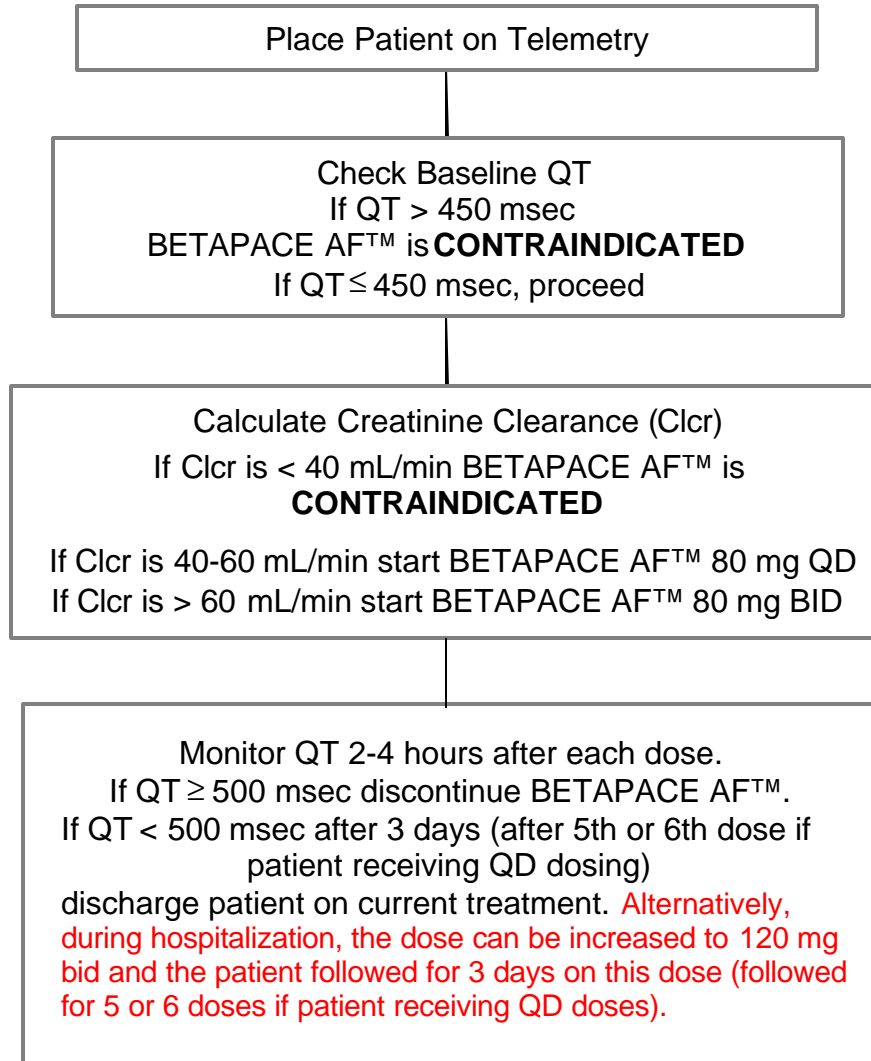 Place Patient on Telemetry
Check Baseline QT
If QT > 450 msec
BETAPACE AF™ is CONTRAINDICATED
If QT ≤ 450 msec, proceed
Calculate Creatinine Clearance (Clcr)
If Clcr is < 40 mL/min BETAPACE AF™ is
CONTRAINDICATED
If Clcr is 40-60 mL/min start BETAPACE AF™ 80 mg QD
If Clcr is > 60 mL/min start BETAPACE AF™ 80 mg BID
Monitor QT 2-4 hours after each dose.
If QT ≥ 500 msec discontinue BETAPACE AF™.
If QT < 500 msec after 3 days (after 5th or 6th dose if
patient receiving QD dosing)
discharge patient on current treatment. Alternatively,
during hospitalization, the dose can be increased to 120 mg
bid and the patient followed for 3 days on this dose (followed
for 5 or 6 doses if patient receiving QD doses).